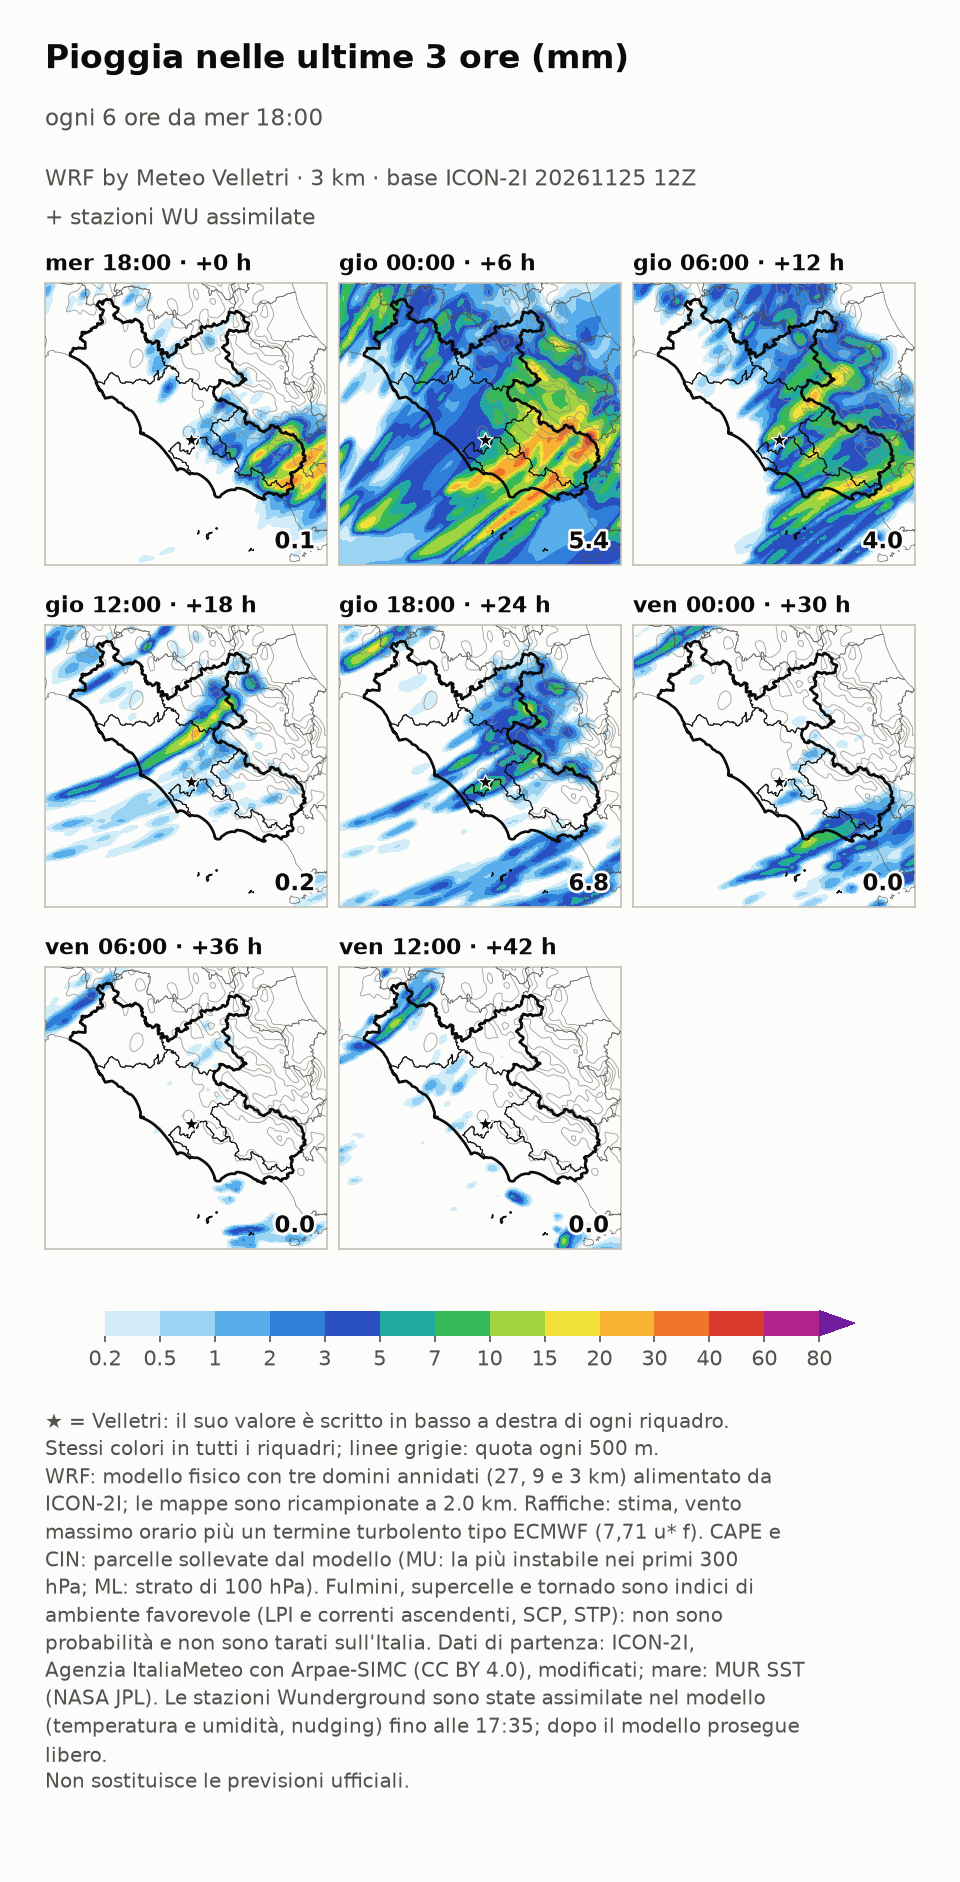 Pioggia nelle ultime 3 ore (mm)
ogni 6 ore da mer 18:00
WRF by Meteo Velletri · 3 km · base ICON-2I 20261125 12Z
+ stazioni WU assimilate
mer 18:00 · +0 h
gio 00:00 · +6 h
gio 06:00 · +12 h
0.1
5.4
4.0
gio 12:00 · +18 h
gio 18:00 · +24 h
ven 00:00 · +30 h
0.2
6.8
0.0
ven 06:00 · +36 h
ven 12:00 · +42 h
0.0
0.0
0.2 0.5 1 2 3 5 7 10 15 20 30 40 60 80
★ = Velletri: il suo valore è scritto in basso a destra di ogni riquadro.
Stessi colori in tutti i riquadri; linee grigie: quota ogni 500 m.
WRF: modello fisico con tre domini annidati (27, 9 e 3 km) alimentato da
ICON-2I; le mappe sono ricampionate a 2.0 km. Raffiche: stima, vento
massimo orario più un termine turbolento tipo ECMWF (7,71 u* f). CAPE e
CIN: parcelle sollevate dal modello (MU: la più instabile nei primi 300
hPa; ML: strato di 100 hPa). Fulmini, supercelle e tornado sono indici di
ambiente favorevole (LPI e correnti ascendenti, SCP, STP): non sono
probabilità e non sono tarati sull'Italia. Dati di partenza: ICON-2I,
Agenzia ItaliaMeteo con Arpae-SIMC (CC BY 4.0), modificati; mare: MUR SST
(NASA JPL). Le stazioni Wunderground sono state assimilate nel modello
(temperatura e umidità, nudging) fino alle 17:35; dopo il modello prosegue
libero.
Non sostituisce le previsioni ufficiali.